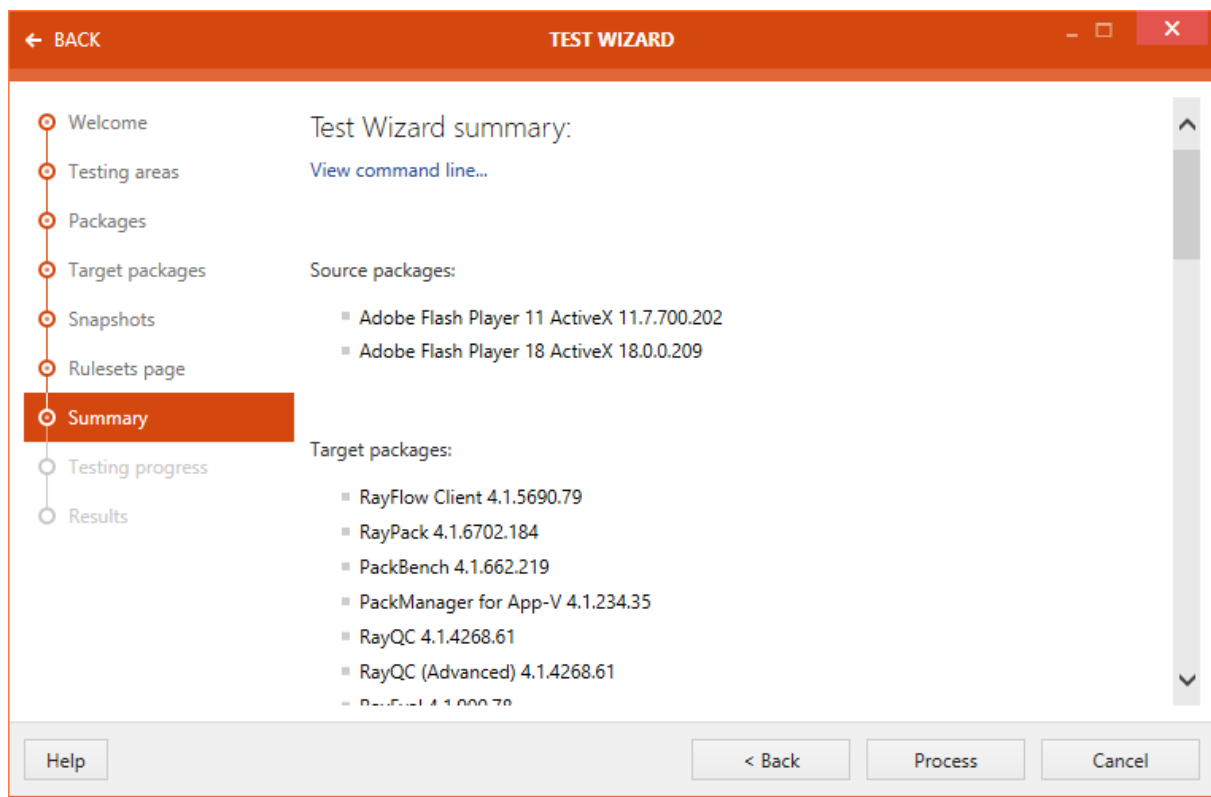 BACK
TEST WIZARD
Welcome
Testing areas
Packages
Target packages
Snapshots
Rulesets page
Summary
Testing progress
Results
Test Wizard summary:
View command line...
Source packages:
Adobe Flash Player 11 ActiveX 11.7.700.202
Adobe Flash Player 18 ActiveX 18.0.0.209
Target packages:
RayFlow Client 4.1.5690.79
RayPack 4.1.6702.184
PackBench 4.1.662.219
PackManager for App-V 4.1.234.35
RayQC 4.1.4268.61
RayQC (Advanced) 4.1.4268.61
Help
< Back
Process
Cancel